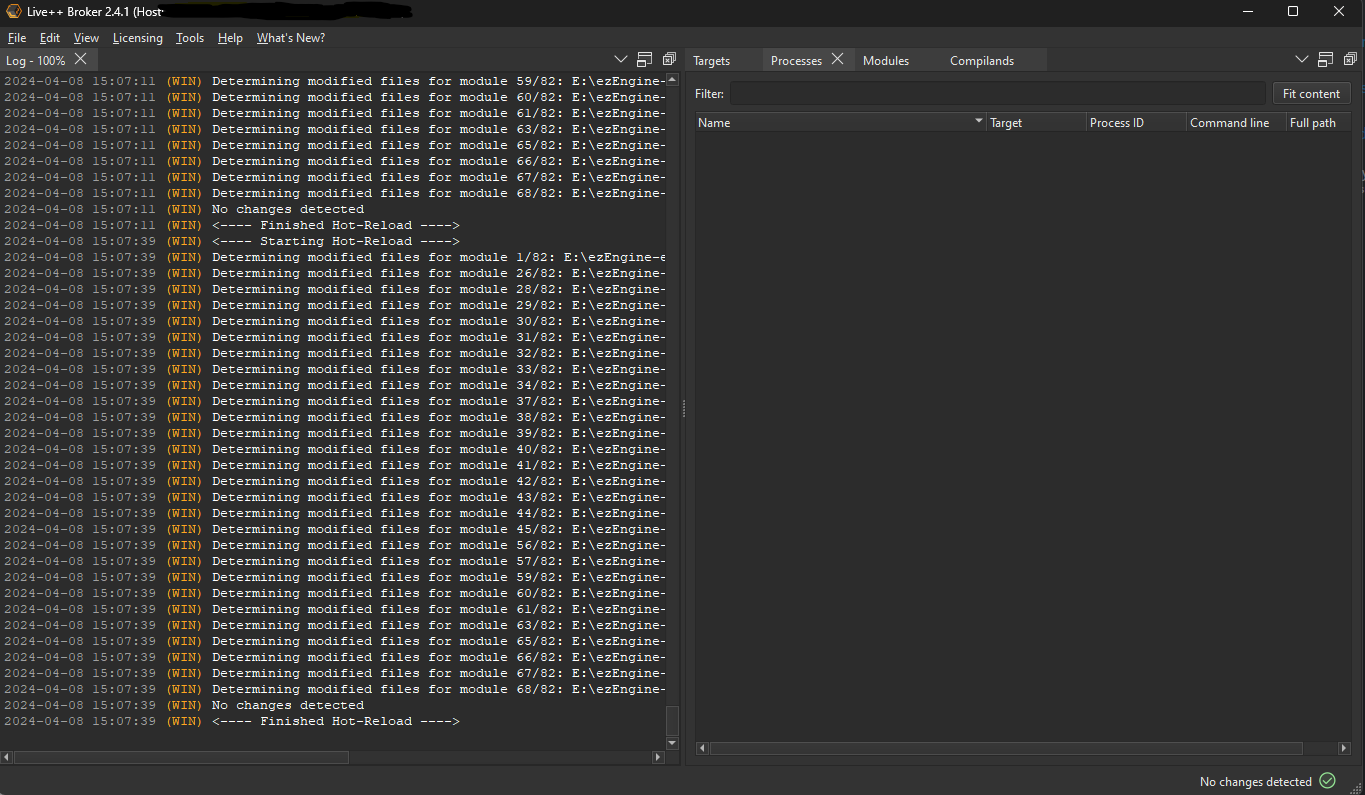 Live++ Broker 2.4.1 (Host
File Edit View Licensing Tools Help What's New?
Log - 100%
2024-04-08 15:07:11 (WIN) Determining modified files for module 59/82: E:\ezEngine-
2024-04-08 15:07:11 (WIN) Determining modified files for module 60/82: E:\ezEngine-
2024-04-08 15:07:11 (WIN) Determining modified files for module 61/82: E:\ezEngine-
2024-04-08 15:07:11 (WIN) Determining modified files for module 63/82: E:\ezEngine-
2024-04-08 15:07:11 (WIN) Determining modified files for module 65/82: E:\ezEngine-
2024-04-08 15:07:11 (WIN) Determining modified files for module 66/82: E:\ezEngine-
2024-04-08 15:07:11 (WIN) Determining modified files for module 67/82: E:\ezEngine-
2024-04-08 15:07:11 (WIN) Determining modified files for module 68/82: E:\ezEngine-
2024-04-08 15:07:11 (WIN) No changes detected
2024-04-08 15:07:11 (WIN) <---- Finished Hot-Reload ---->
2024-04-08 15:07:39 (WIN) <---- Starting Hot-Reload ---->
2024-04-08 15:07:39 (WIN) Determining modified files for module 1/82: E:\ezEngine-e
2024-04-08 15:07:39 (WIN) Determining modified files for module 26/82: E:\ezEngine-
2024-04-08 15:07:39 (WIN) Determining modified files for module 28/82: E:\ezEngine-
2024-04-08 15:07:39 (WIN) Determining modified files for module 29/82: E:\ezEngine-
2024-04-08 15:07:39 (WIN) Determining modified files for module 30/82: E:\ezEngine-
2024-04-08 15:07:39 (WIN) Determining modified files for module 31/82: E:\ezEngine-
2024-04-08 15:07:39 (WIN) Determining modified files for module 32/82: E:\ezEngine-
2024-04-08 15:07:39 (WIN) Determining modified files for module 33/82: E:\ezEngine-
2024-04-08 15:07:39 (WIN) Determining modified files for module 34/82: E:\ezEngine-
2024-04-08 15:07:39 (WIN) Determining modified files for module 37/82: E:\ezEngine-
2024-04-08 15:07:39 (WIN) Determining modified files for module 38/82: E:\ezEngine-
2024-04-08 15:07:39 (WIN) Determining modified files for module 39/82: E:\ezEngine-
2024-04-08 15:07:39 (WIN) Determining modified files for module 40/82: E:\ezEngine-
2024-04-08 15:07:39 (WIN) Determining modified files for module 41/82: E:\ezEngine-
2024-04-08 15:07:39 (WIN) Determining modified files for module 42/82: E:\ezEngine-
2024-04-08 15:07:39 (WIN) Determining modified files for module 43/82: E:\ezEngine-
2024-04-08 15:07:39 (WIN) Determining modified files for module 44/82: E:\ezEngine-
2024-04-08 15:07:39 (WIN) Determining modified files for module 45/82: E:\ezEngine-
2024-04-08 15:07:39 (WIN) Determining modified files for module 56/82: E:\ezEngine-
2024-04-08 15:07:39 (WIN) Determining modified files for module 57/82: E:\ezEngine-
2024-04-08 15:07:39 (WIN) Determining modified files for module 59/82: E:\ezEngine-
2024-04-08 15:07:39 (WIN) Determining modified files for module 60/82: E:\ezEngine-
2024-04-08 15:07:39 (WIN) Determining modified files for module 61/82: E:\ezEngine-
2024-04-08 15:07:39 (WIN) Determining modified files for module 63/82: E:\ezEngine-
2024-04-08 15:07:39 (WIN) Determining modified files for module 65/82: E:\ezEngine-
2024-04-08 15:07:39 (WIN) Determining modified files for module 66/82: E:\ezEngine-
2024-04-08 15:07:39 (WIN) Determining modified files for module 67/82: E:\ezEngine-
2024-04-08 15:07:39 (WIN) Determining modified files for module 68/82: E:\ezEngine-
2024-04-08 15:07:39 (WIN) No changes detected
2024-04-08 15:07:39 (WIN) <---- Finished Hot-Reload ---->
Targets Processes Modules Compilands
Filter: Fit content
Name Target Process ID Command line Full path
No changes detected